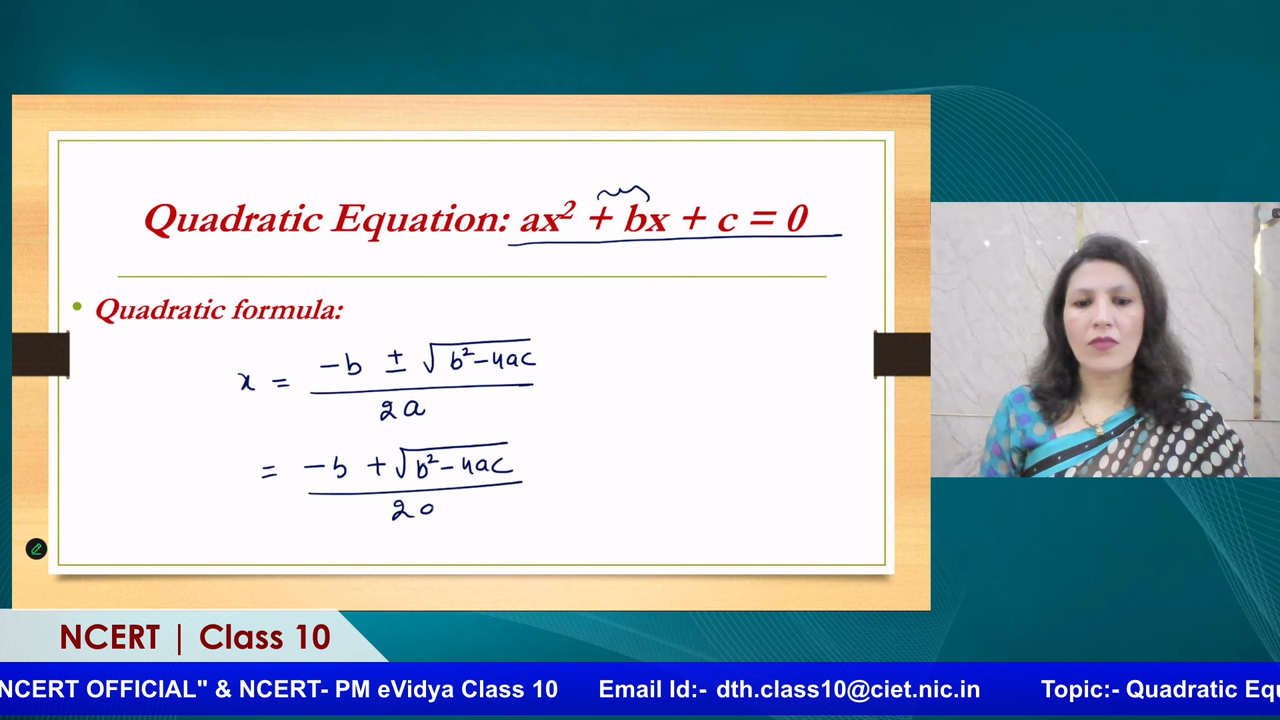 Quadratic Equation: ax² + bx + c = 0
• Quadratic formula:
x = (-b ± √(b²-4ac)) / 2a
= (-b + √(b²-4ac)) / 2a
NCERT | Class 10
NCERT OFFICIAL" & NCERT- PM eVidya Class 10 Email Id:- dth.class10@ciet.nic.in Topic:- Quadratic Equ